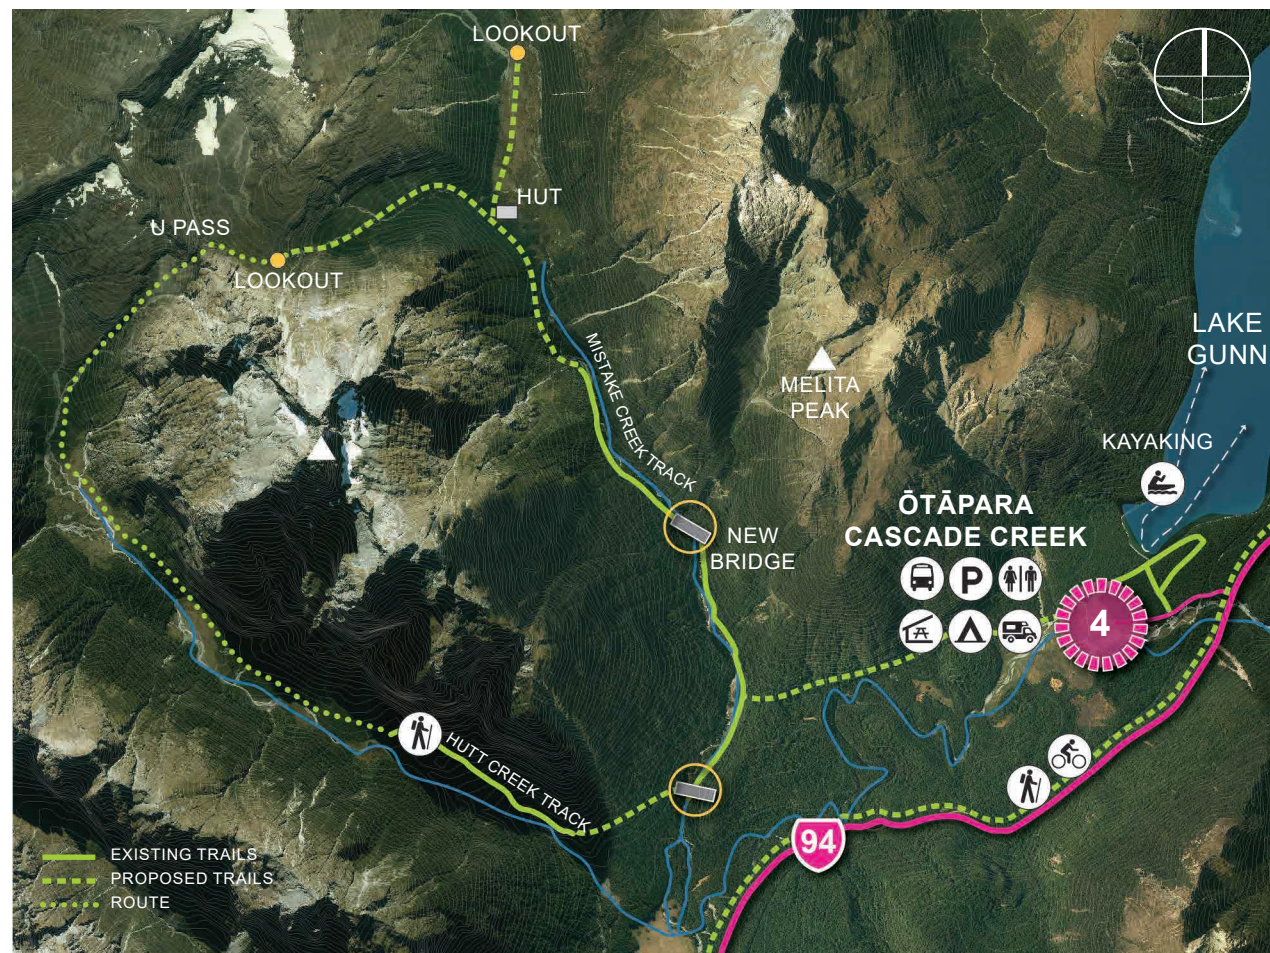 LOOKOUT
HUT
U PASS
LOOKOUT
LAKE
GUNN
MISTAKE CREEK TRACK
MELITA
PEAK
KAYAKING
ŌTĀPARA
CASCADE CREEK
NEW
BRIDGE
P
4
HUTT CREEK TRACK
94
EXISTING TRAILS
PROPOSED TRAILS
ROUTE